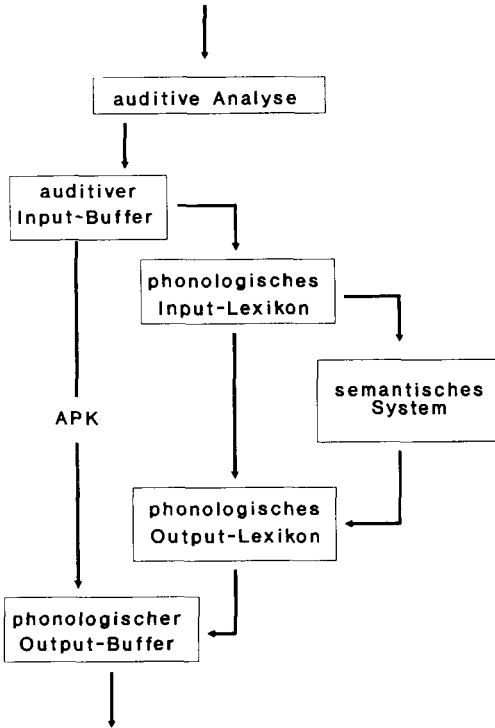 auditive Analyse
auditiver
Input-Buffer
phonologisches
Input-Lexikon
semantisches
System
APK
phonologisches
Output-Lexikon
phonologischer
Output-Buffer